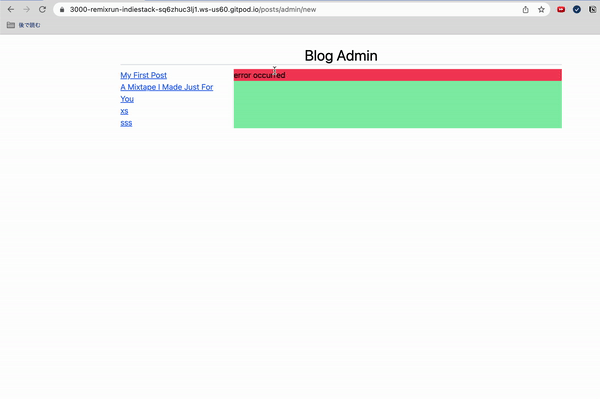 3000-remixrun-indiestack-sq6zhuc3lj1.ws-us60.gitpod.io/posts/admin/new
後で読む
Blog Admin
My First Post
error occurred
A Mixtape I Made Just For
You
xs
sss